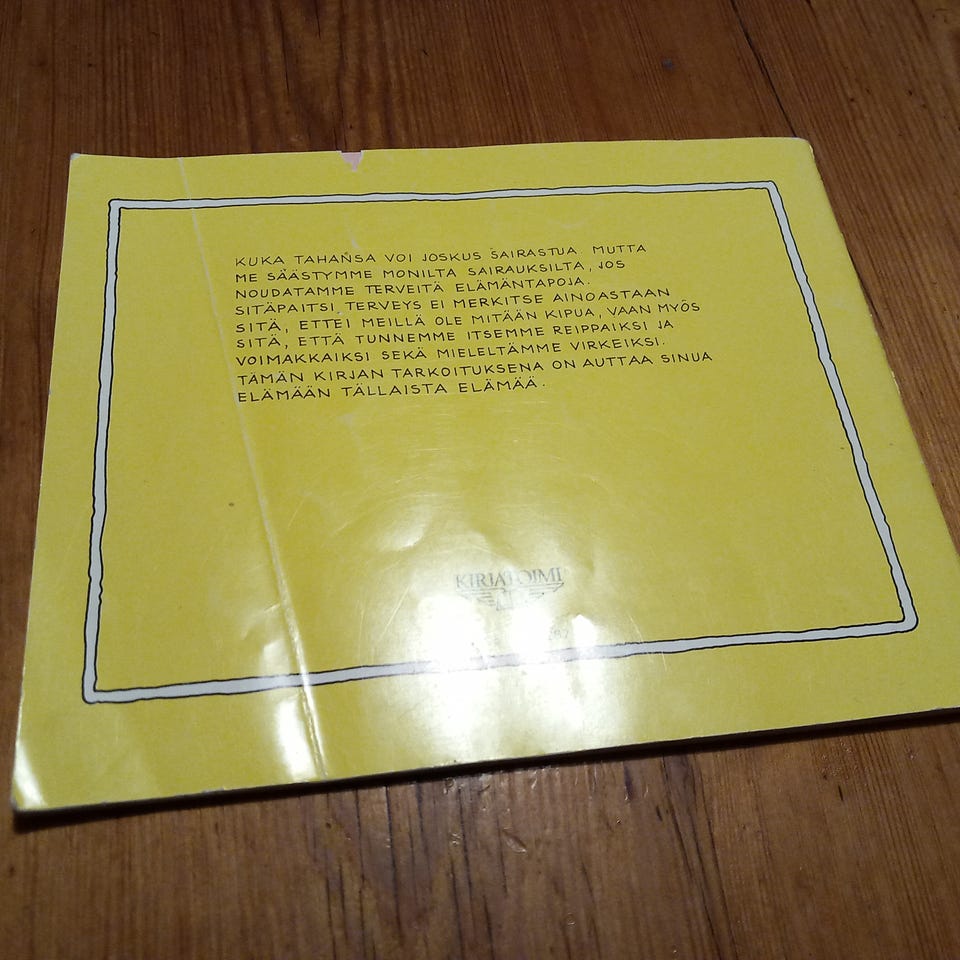 KUKA TAHANSA VOI JOSKUS SAIRASTUA MUTTA
ME SÄÄSTYMME MONILTA SAIRAUKSILTA, JOS
NOUDATAMME TERVEITÄ ELÄMÄNTAPOJA.
SITÄPAITSI, TERVEYS EI MERKITSE AINOASTAAN
SITÄ, ETTEI MEILLÄ OLE MITÄÄN KIPUA, VAAN MYÖS
SITÄ, ETTÄ TUNNEMME ITSEMME REIPPAIKSI JA
VOIMAKKAIKSI SEKÄ MIELELTÄMME VIRKEIKSI.
TÄMÄN KIRJAN TARKOITUKSENA ON AUTTAA SINUA
ELÄMÄÄN TÄLLAISTA ELÄMÄÄ.
KIRJATOIMI